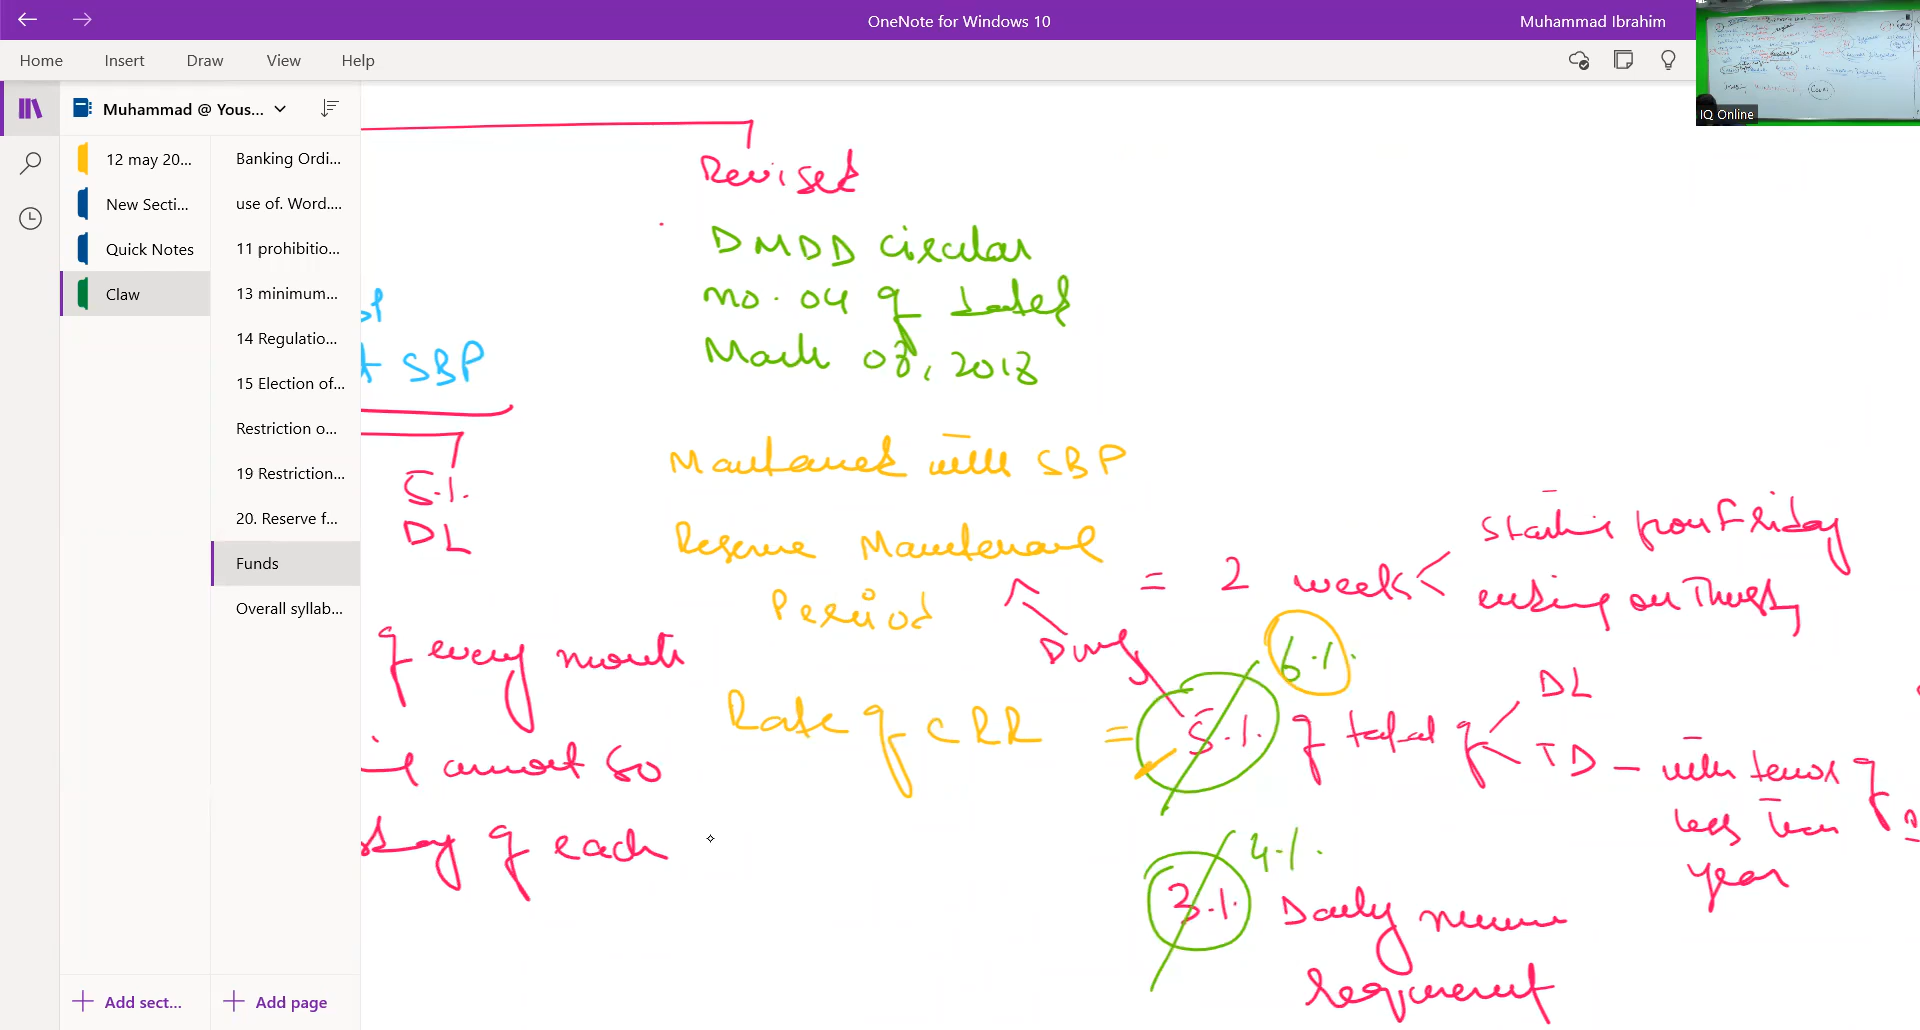 OneNote for Windows 10
Muhammad Ibrahim
Home Insert Draw View Help
IQ Online
Muhammad @ Yous...
12 may 20...
New Secti...
Quick Notes
Claw
Banking Ordi...
use of. Word....
11 prohibitio...
13 minimum...
14 Regulatio...
15 Election of...
Restriction o...
19 Restriction...
20. Reserve f...
Funds
Overall syllab...
Add sect...
Add page
SBP
5%
DL
of every month
amount so
day of each
Revised
DMDD circular
no. 04 of dated
March 08, 2018
Maintained with SBP
Reserve Maintenance
Period
= 2 weeks
starting from Friday
ending on Thursday
During
6%
Rate of CRR = 5% of total of
DL
TD - with tenor of
less than
year
4%
3% Daily minimum
requirement